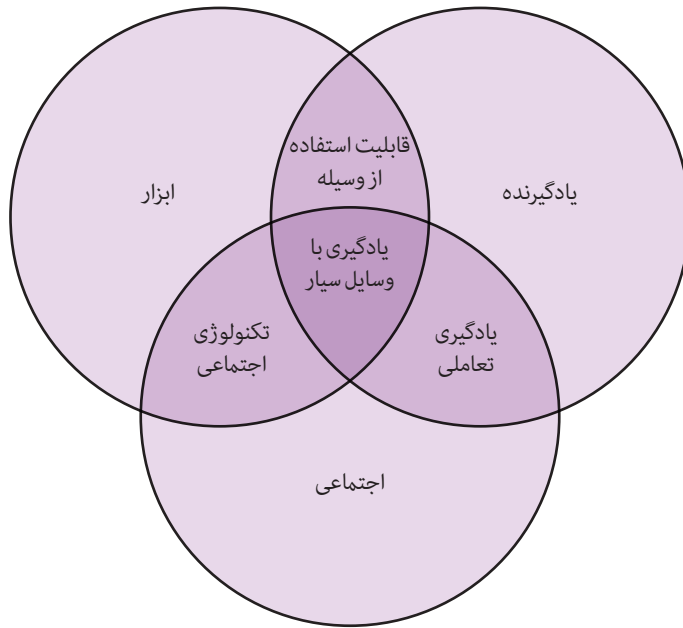 قابلیت استفاده
از وسیله
یادگیرنده
ابزار
یادگیری با
وسایل سیار
یادگیری
تعاملی
تکنولوژی
اجتماعی
اجتماعی